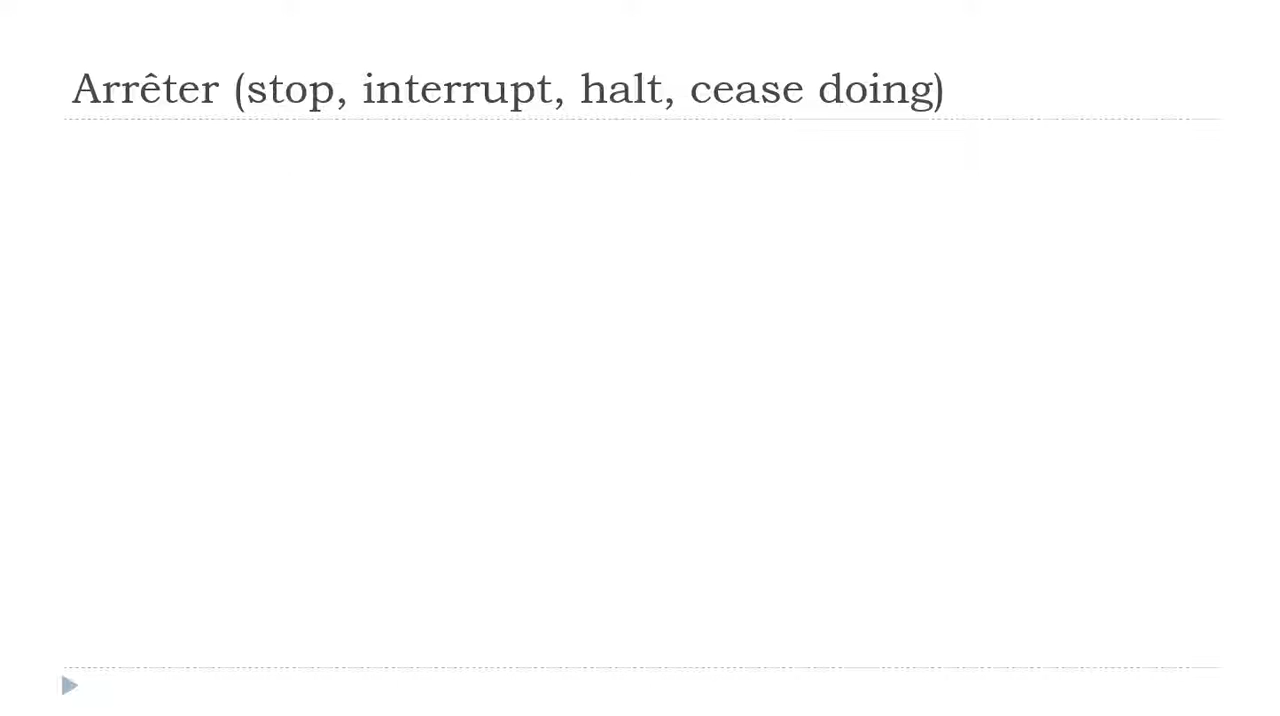 Arrêter (stop, interrupt, halt, cease doing)